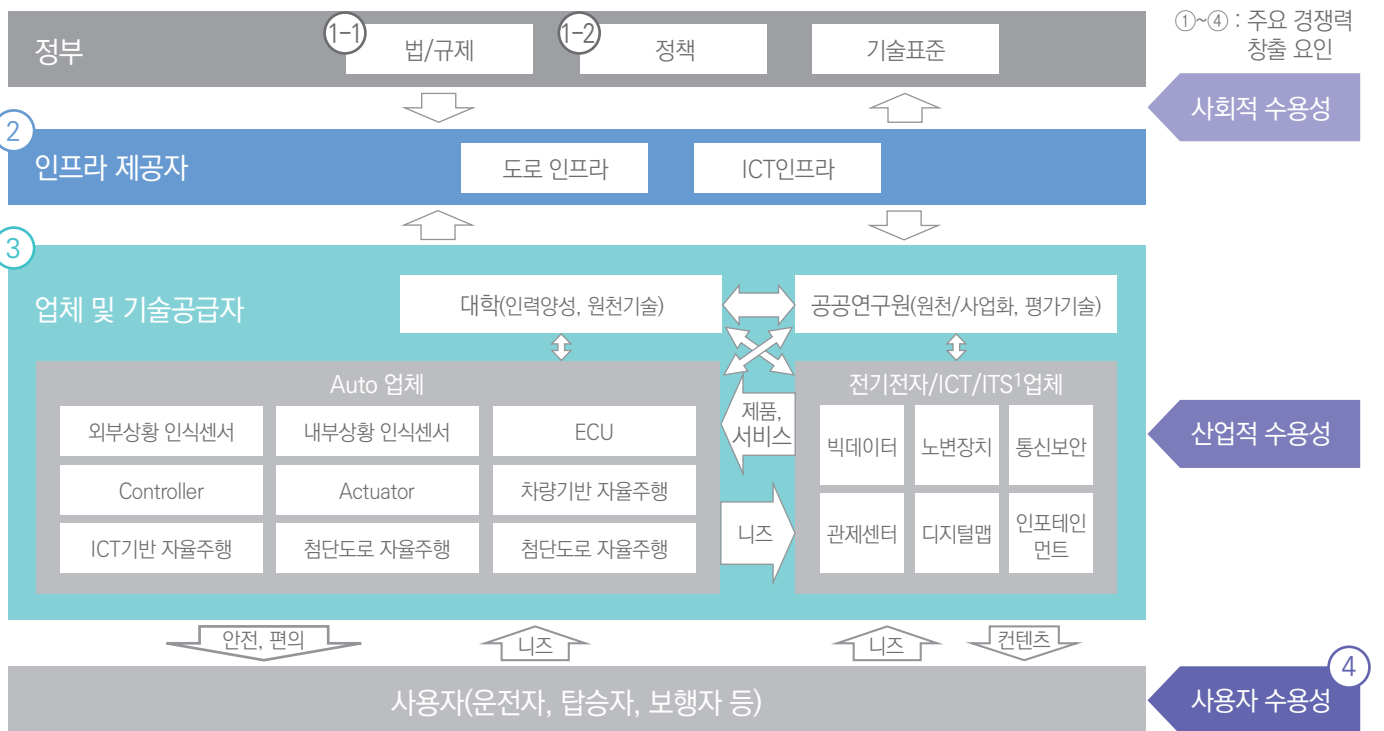 ①~④ : 주요 경쟁력
창출 요인
정부
1-1
법/규제
1-2
정책
기술표준
사회적 수용성
2
인프라 제공자
도로 인프라
ICT인프라
3
업체 및 기술공급자
대학(인력양성, 원천기술)
공공연구원(원천/사업화, 평가기술)
Auto 업체
외부상황 인식센서
내부상황 인식센서
ECU
Controller
Actuator
차량기반 자율주행
ICT기반 자율주행
첨단도로 자율주행
첨단도로 자율주행
제품,
서비스
니즈
전기전자/ICT/ITS1업체
빅데이터
노변장치
통신보안
관제센터
디지털맵
인포테인
먼트
산업적 수용성
안전, 편의
니즈
니즈
컨텐츠
사용자(운전자, 탑승자, 보행자 등)
4
사용자 수용성